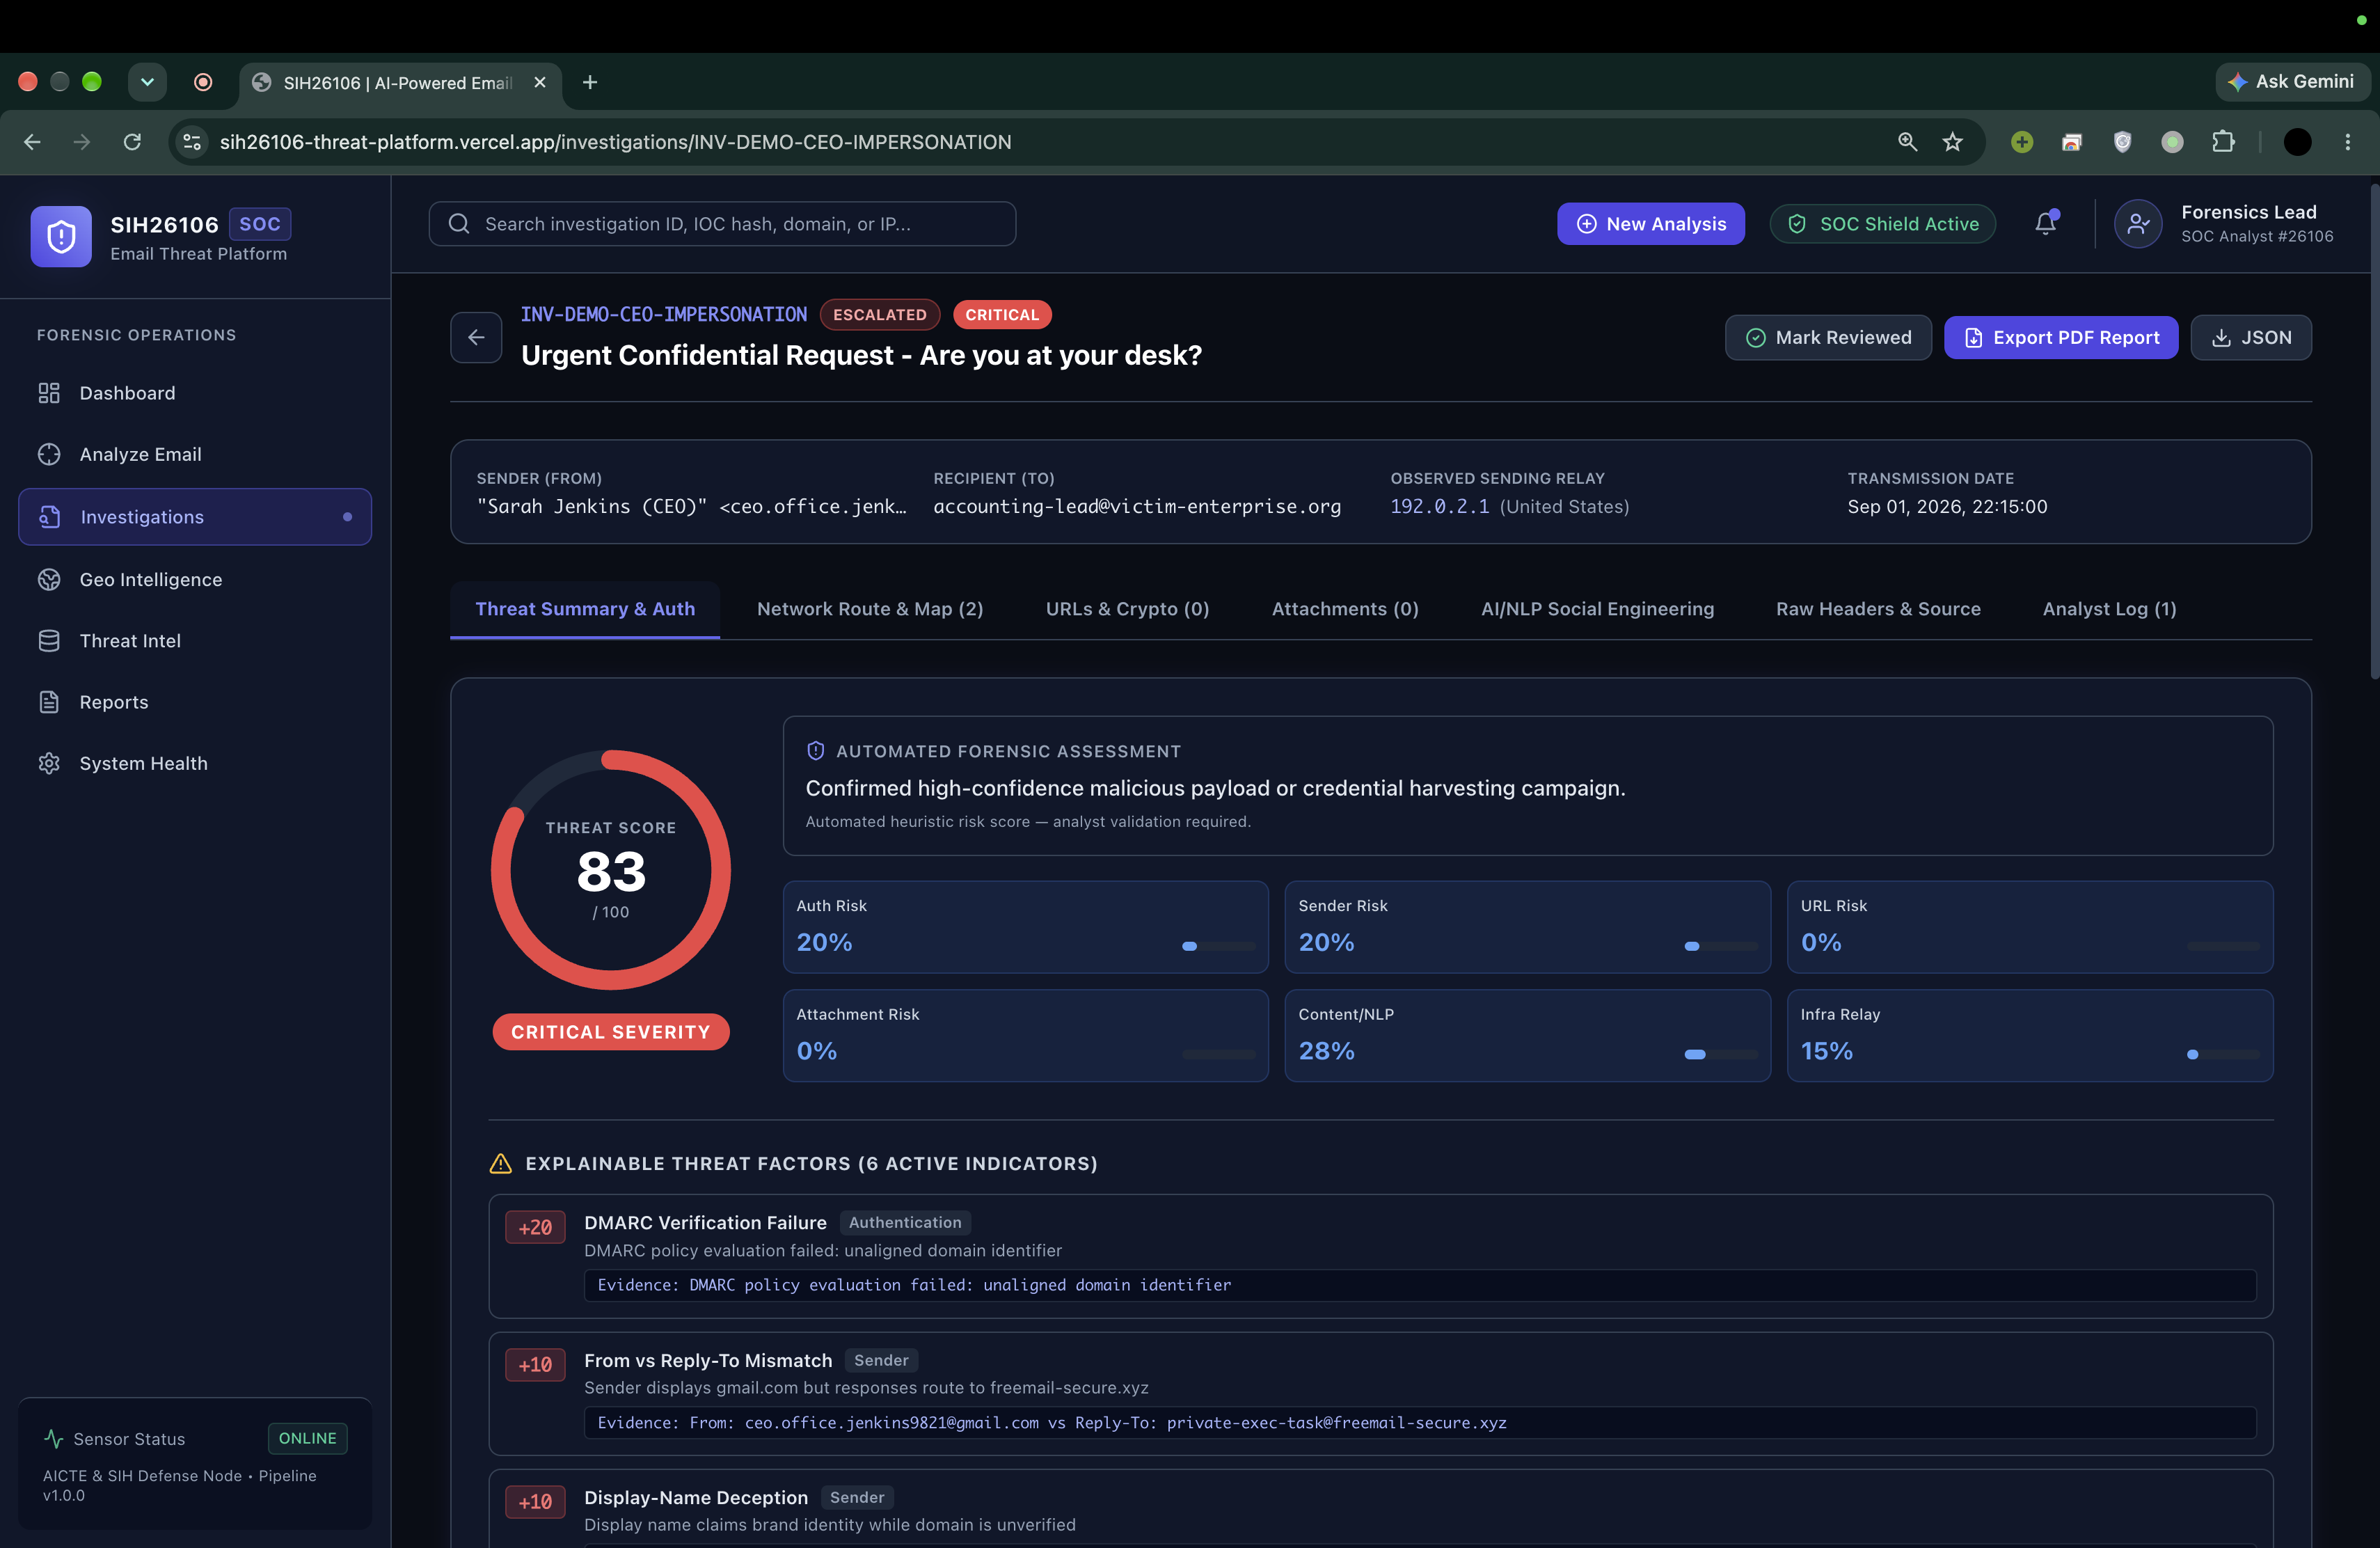 SIH26106 | AI-Powered Email
Ask Gemini
sih26106-threat-platform.vercel.app/investigations/INV-DEMO-CEO-IMPERSONATION
SIH26106 SOC
Email Threat Platform
Search investigation ID, IOC hash, domain, or IP...
New Analysis
SOC Shield Active
Forensics Lead
SOC Analyst #26106
FORENSIC OPERATIONS
Dashboard
Analyze Email
Investigations
Geo Intelligence
Threat Intel
Reports
System Health
Sensor Status ONLINE
AICTE & SIH Defense Node • Pipeline
v1.0.0
INV-DEMO-CEO-IMPERSONATION ESCALATED CRITICAL
Urgent Confidential Request - Are you at your desk?
Mark Reviewed
Export PDF Report
JSON
SENDER (FROM)
"Sarah Jenkins (CEO)" <ceo.office.jenk…
RECIPIENT (TO)
accounting-lead@victim-enterprise.org
OBSERVED SENDING RELAY
192.0.2.1 (United States)
TRANSMISSION DATE
Sep 01, 2026, 22:15:00
Threat Summary & Auth
Network Route & Map (2)
URLs & Crypto (0)
Attachments (0)
AI/NLP Social Engineering
Raw Headers & Source
Analyst Log (1)
THREAT SCORE
83
/ 100
CRITICAL SEVERITY
AUTOMATED FORENSIC ASSESSMENT
Confirmed high-confidence malicious payload or credential harvesting campaign.
Automated heuristic risk score — analyst validation required.
Auth Risk
20%
Sender Risk
20%
URL Risk
0%
Attachment Risk
0%
Content/NLP
28%
Infra Relay
15%
EXPLAINABLE THREAT FACTORS (6 ACTIVE INDICATORS)
+20 DMARC Verification Failure Authentication
DMARC policy evaluation failed: unaligned domain identifier
Evidence: DMARC policy evaluation failed: unaligned domain identifier
+10 From vs Reply-To Mismatch Sender
Sender displays gmail.com but responses route to freemail-secure.xyz
Evidence: From: ceo.office.jenkins9821@gmail.com vs Reply-To: private-exec-task@freemail-secure.xyz
+10 Display-Name Deception Sender
Display name claims brand identity while domain is unverified